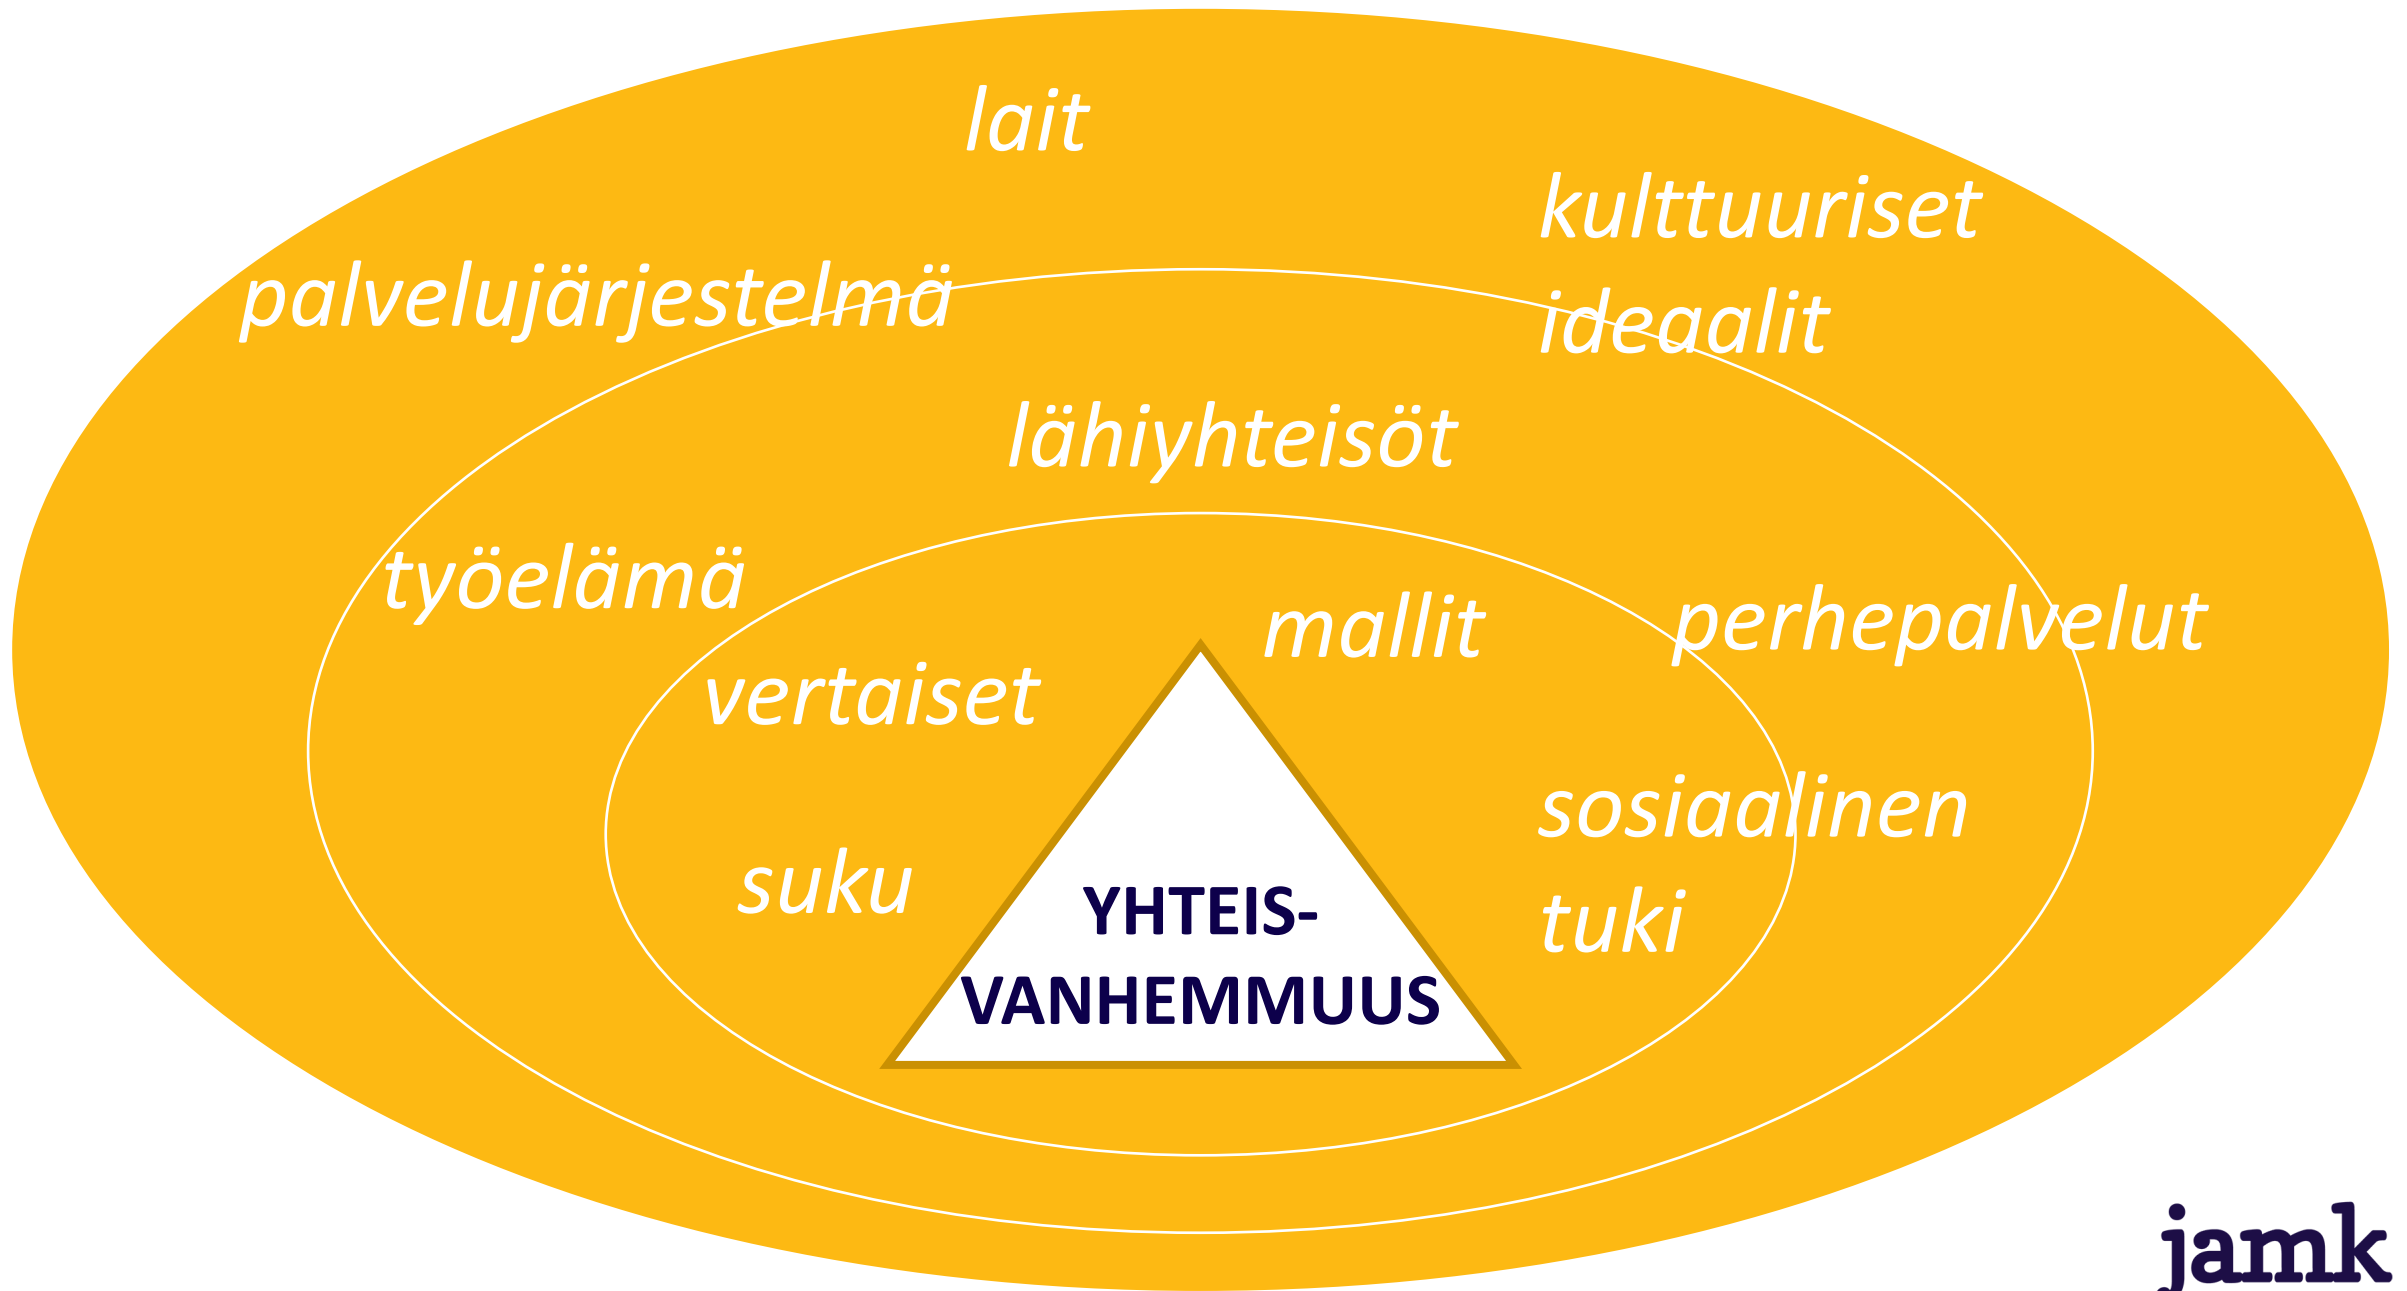 lait
kulttuuriset
ideaalit
palvelujärjestelmä
lähiyhteisöt
työelämä
mallit
perhepalvelut
vertaiset
sosiaalinen
tuki
suku
YHTEIS-
VANHEMMUUS
jamk